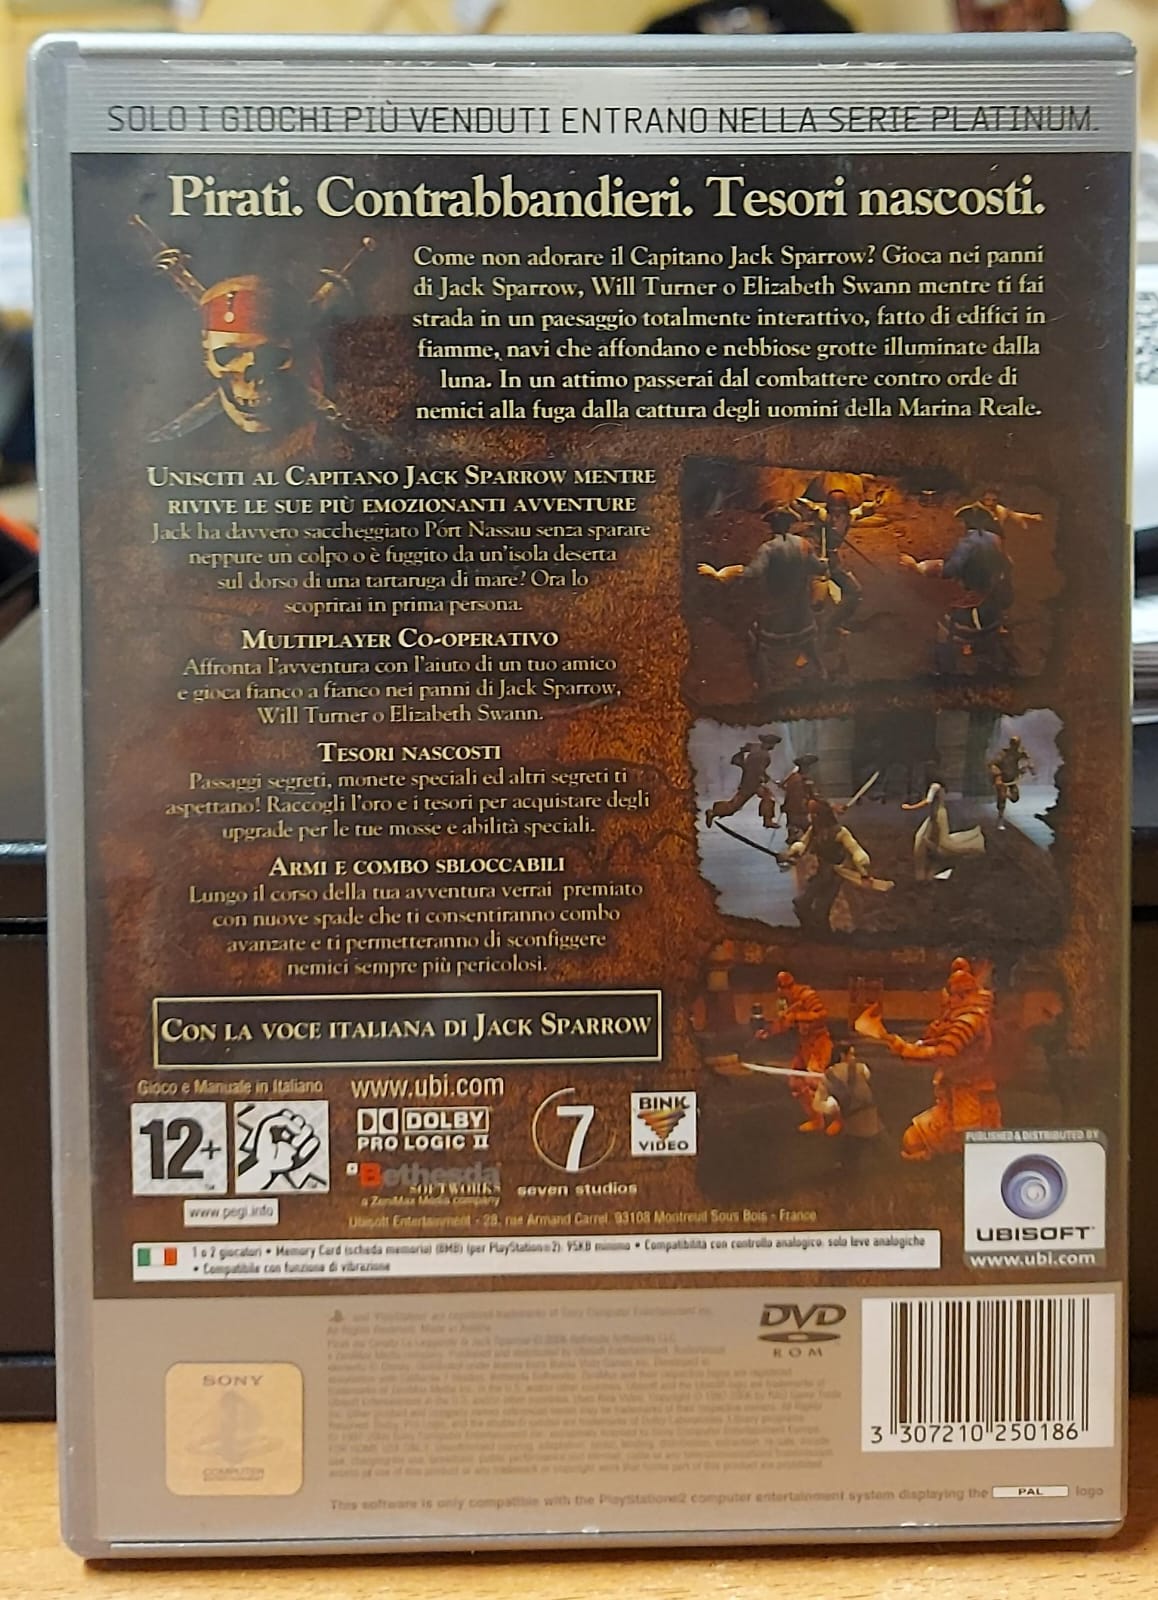 SOLO I GIOCHI PIÙ VENDUTI ENTRANO NELLA SERIE PLATINUM.
Pirati. Contrabbandieri. Tesori nascosti.
Come non adorare il Capitano Jack Sparrow? Gioca nei panni
di Jack Sparrow, Will Turner o Elizabeth Swann mentre ti fai
strada in un paesaggio totalmente interattivo, fatto di edifici in
fiamme, navi che affondano e nebbiose grotte illuminate dalla
luna. In un attimo passerai dal combattere contro orde di
nemici alla fuga dalla cattura degli uomini della Marina Reale.
UNISCITI AL CAPITANO JACK SPARROW MENTRE
RIVIVE LE SUE PIÙ EMOZIONANTI AVVENTURE
Jack ha davvero saccheggiato Port Nassau senza sparare
neppure un colpo o è fuggito da un'isola deserta
sul dorso di una tartaruga di mare? Ora lo
scoprirai in prima persona.
MULTIPLAYER CO-OPERATIVO
Affronta l'avventura con l'aiuto di un tuo amico
e gioca fianco a fianco nei panni di Jack Sparrow,
Will Turner o Elizabeth Swann.
TESORI NASCOSTI
Passaggi segreti, monete speciali ed altri segreti ti
aspettano! Raccogli l'oro e i tesori per acquistare degli
upgrade per le tue mosse e abilità speciali.
ARMI E COMBO SBLOCCABILI
Lungo il corso della tua avventura verrai premiato
con nuove spade che ti consentiranno combo
avanzate e ti permetteranno di sconfiggere
nemici sempre più pericolosi.
CON LA VOCE ITALIANA DI JACK SPARROW
Gioco e Manuale in Italiano
www.ubi.com
12+
www.pegi.info
DOLBY
PRO LOGIC II
Bethesda
SOFTWORKS
a ZeniMax Media company
7
seven studios
BINK
VIDEO
PUBLISHED & DISTRIBUTED BY
UBISOFT
www.ubi.com
Ubisoft Entertainment - 28, rue Armand Carrel, 93108 Montreuil Sous Bois - France
1 o 2 giocatori • Memory Card (scheda memoria) (8MB) (per PlayStation®2): 95KB minimo • Compatibilità con controllo analogico: solo leve analogiche
• Compatibile con funzione di vibrazione
DVD
ROM
SONY
COMPUTER
ENTERTAINMENT
3 307210 250186
This software is only compatible with the PlayStation®2 computer entertainment system displaying the PAL logo